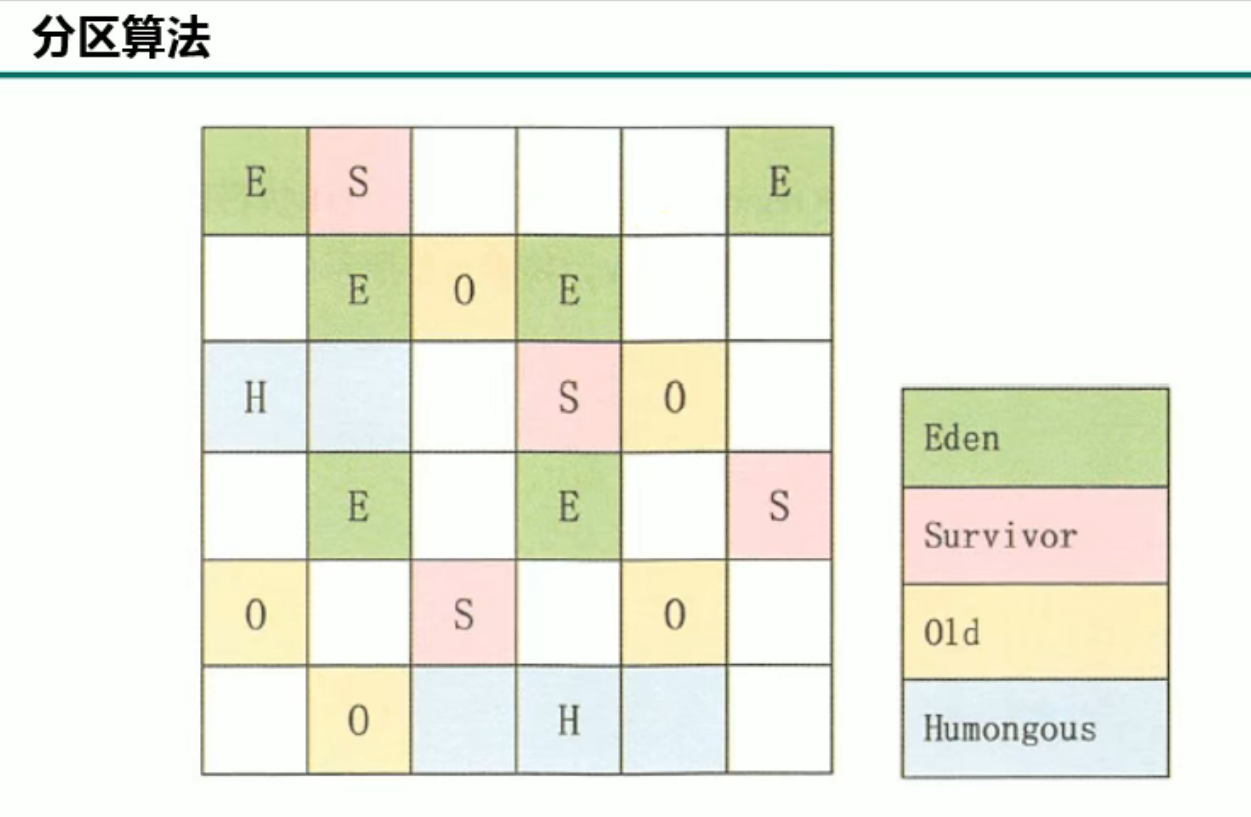 分区算法
E S E
E O E
H S O
E E S
O S O
O H
Eden
Survivor
Old
Humongous